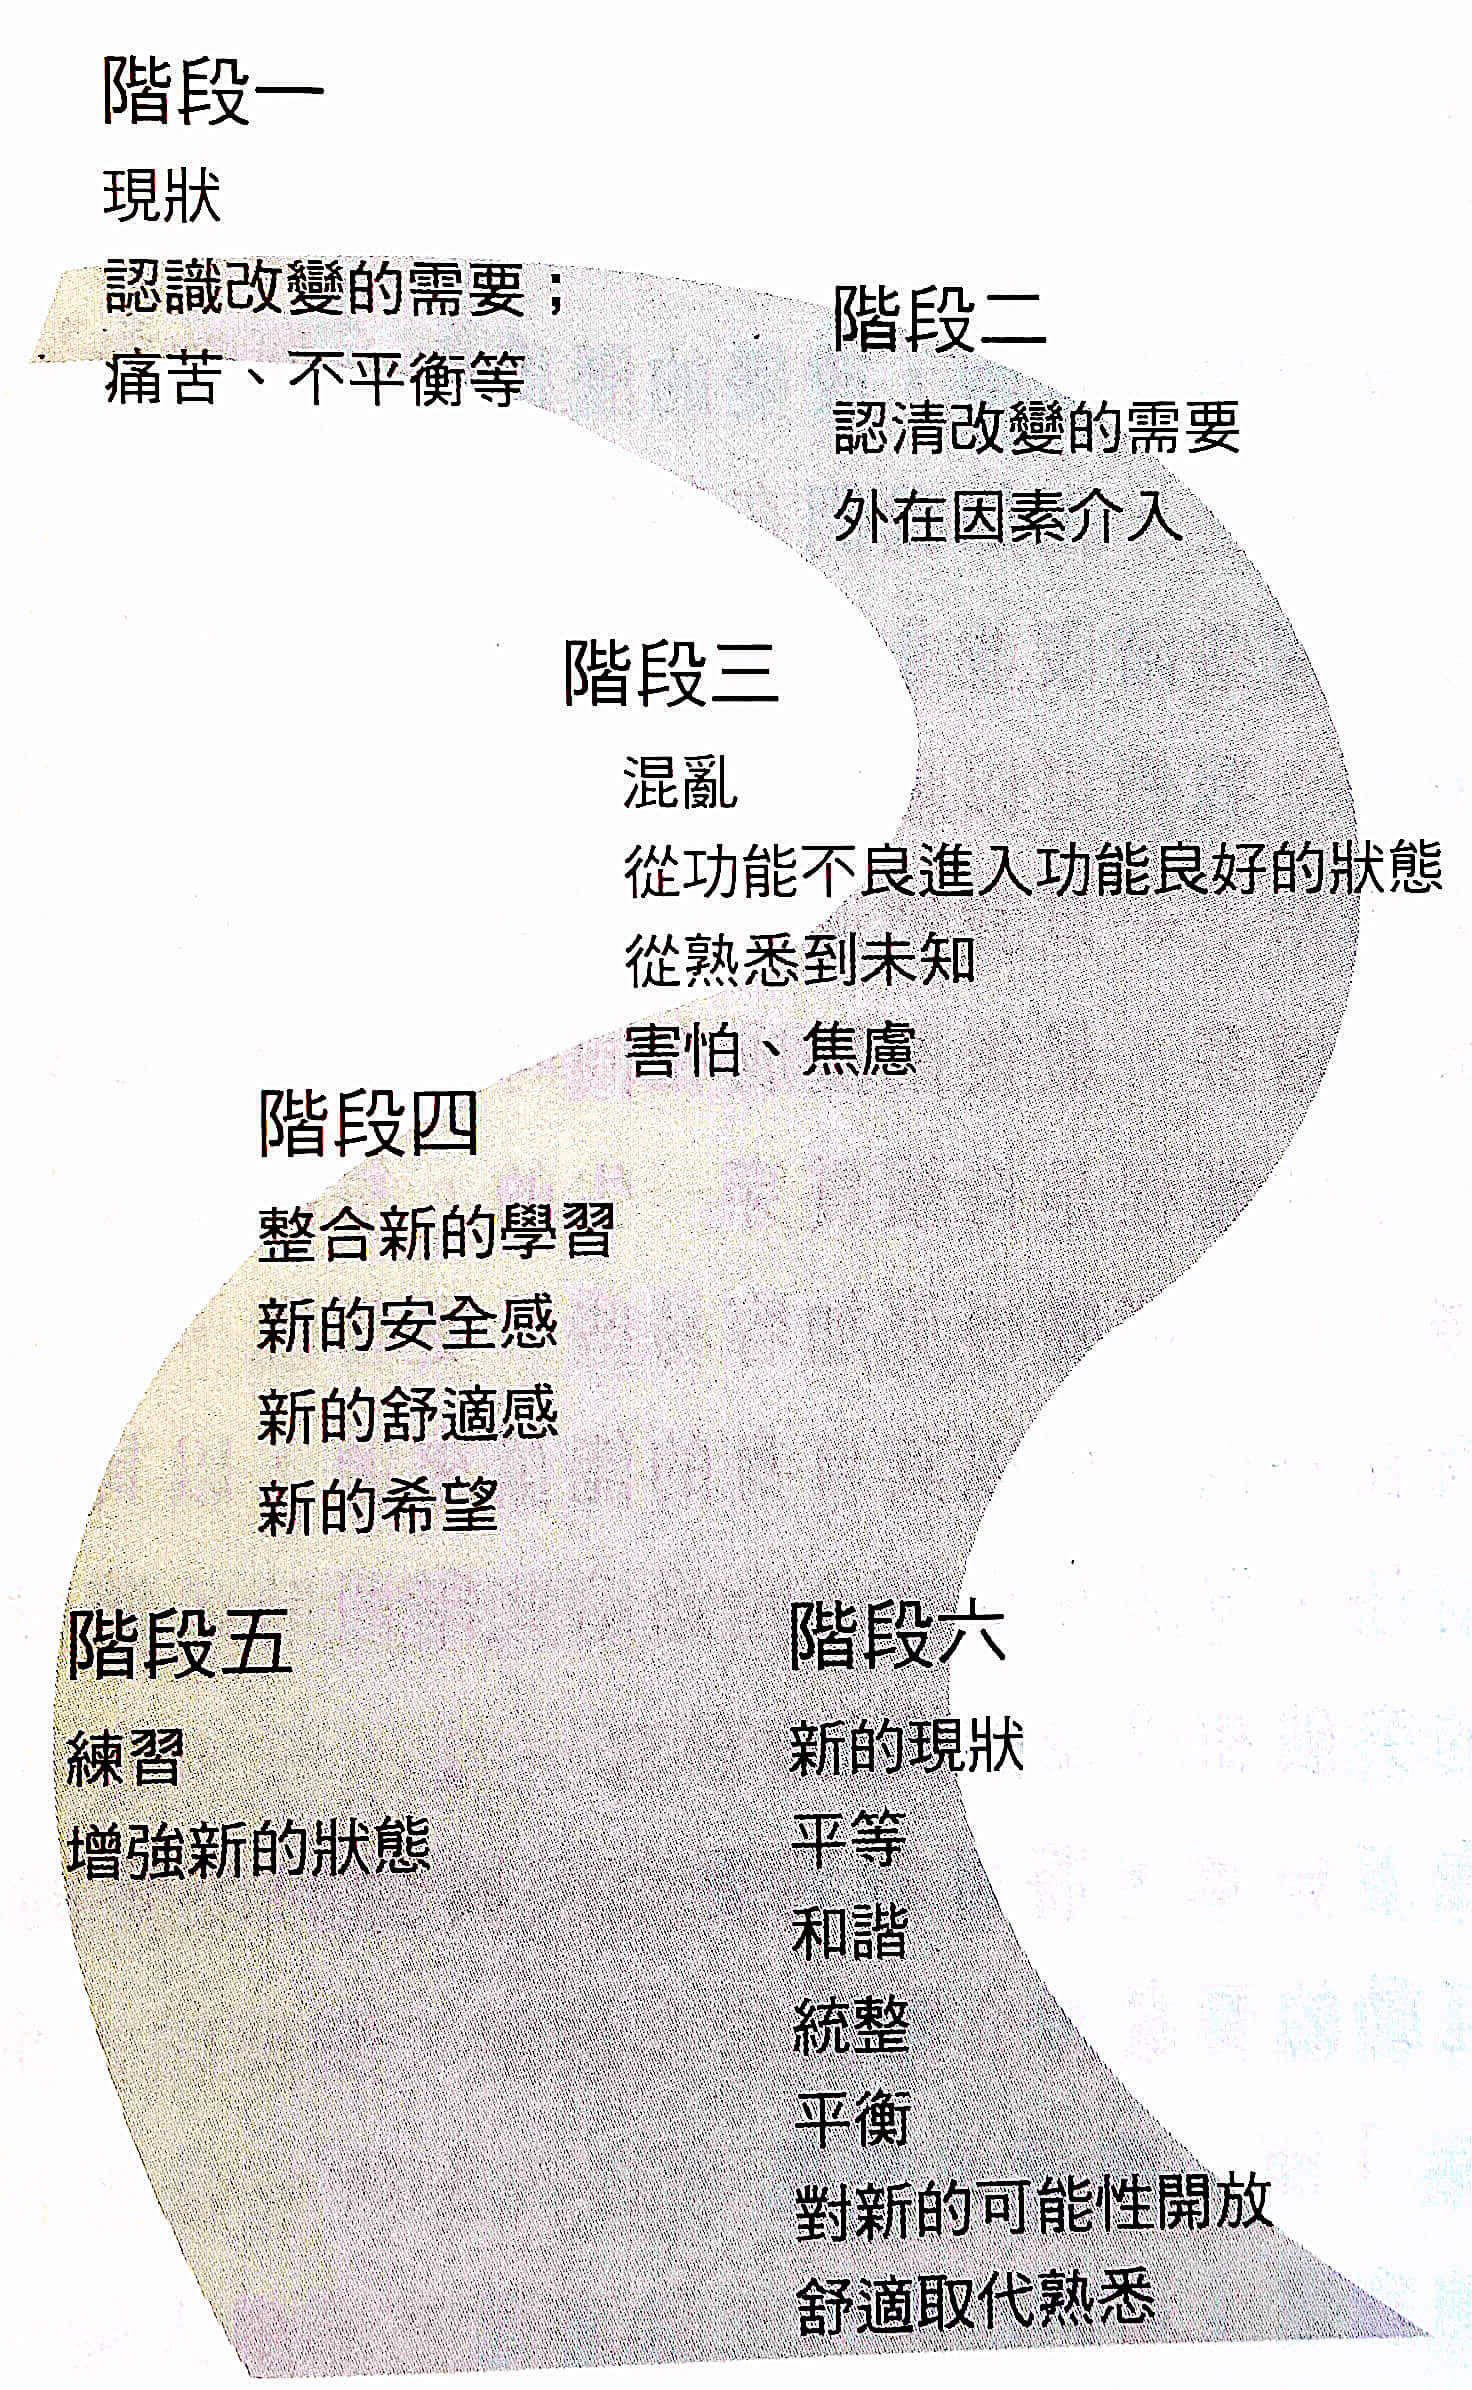 階段一
現狀
認識改變的需要；
痛苦、不平衡等
階段二
認清改變的需要
外在因素介入
階段三
混亂
從功能不良進入功能良好的狀態
從熟悉到未知
害怕、焦慮
階段四
整合新的學習
新的安全感
新的舒適感
新的希望
階段五
練習
增強新的狀態
階段六
新的現狀
平等
和諧
統整
平衡
對新的可能性開放
舒適取代熟悉